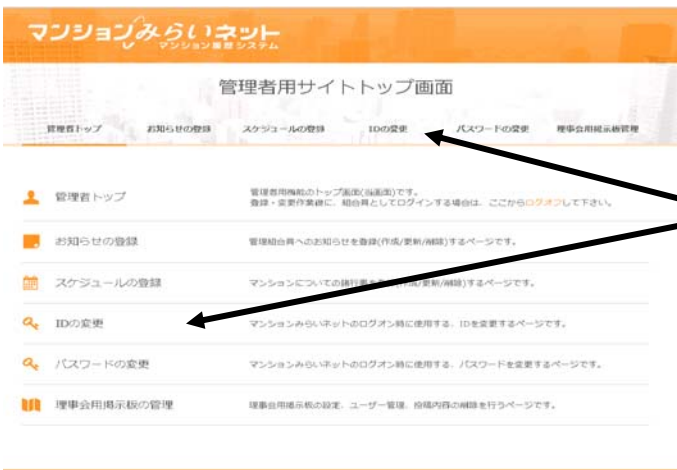 マンションみらいネット
マンション履歴システム
管理者用サイトトップ画面
管理者トップ お知らせの登録 スケジュールの登録 IDの変更 パスワードの変更 理事会用掲示板管理
管理者トップ
管理者用機能のトップ画面(当画面)です。
登録・変更作業後に、組合員としてログインする場合は、ここからログオフして下さい。
お知らせの登録
管理組合員へのお知らせを登録(作成/更新/削除)するページです。
スケジュールの登録
マンションについての諸行事を(作成/更新/削除)するページです。
IDの変更
マンションみらいネットのログオン時に使用する、IDを変更するページです。
パスワードの変更
マンションみらいネットのログオン時に使用する、パスワードを変更するページです。
理事会用掲示板の管理
理事会用掲示板の設定、ユーザー管理、投稿内容の削除を行うページです。